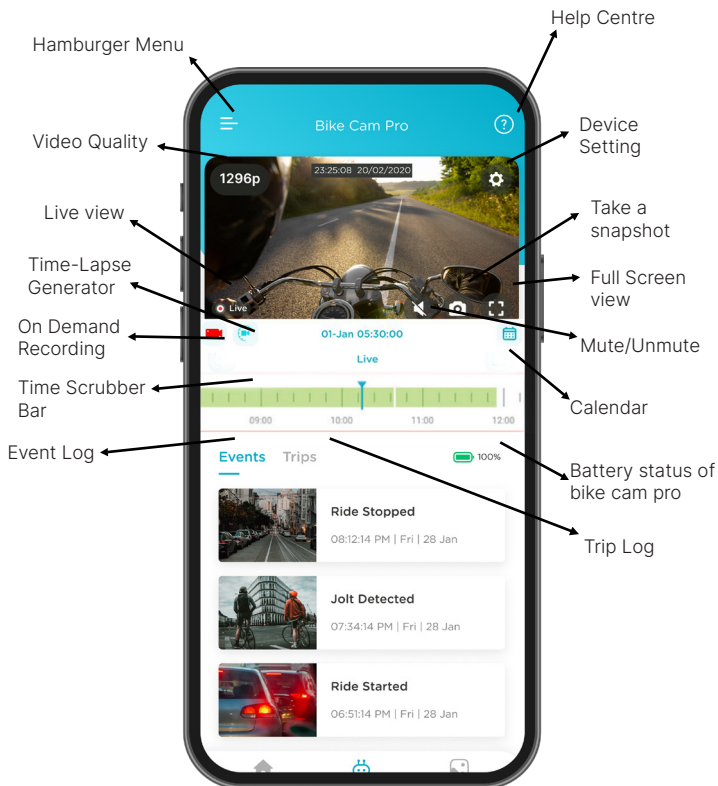 Help Centre
Hamburger Menu
Bike Cam Pro
?
Video Quality
Device
Setting
1296p
23:25:08 20/02/2020
Live view
Take a
snapshot
Time-Lapse
Generator
Full Screen
view
Live
On Demand
Recording
01-Jan 05:30:00
Mute/Unmute
Live
Time Scrubber
Bar
Calendar
09:00 10:00 11:00 12:00
Event Log
Events Trips 100%
Battery status of
bike cam pro
Trip Log
Ride Stopped
08:12:14 PM | Fri | 28 Jan
Jolt Detected
07:34:14 PM | Fri | 28 Jan
Ride Started
06:51:14 PM | Fri | 28 Jan